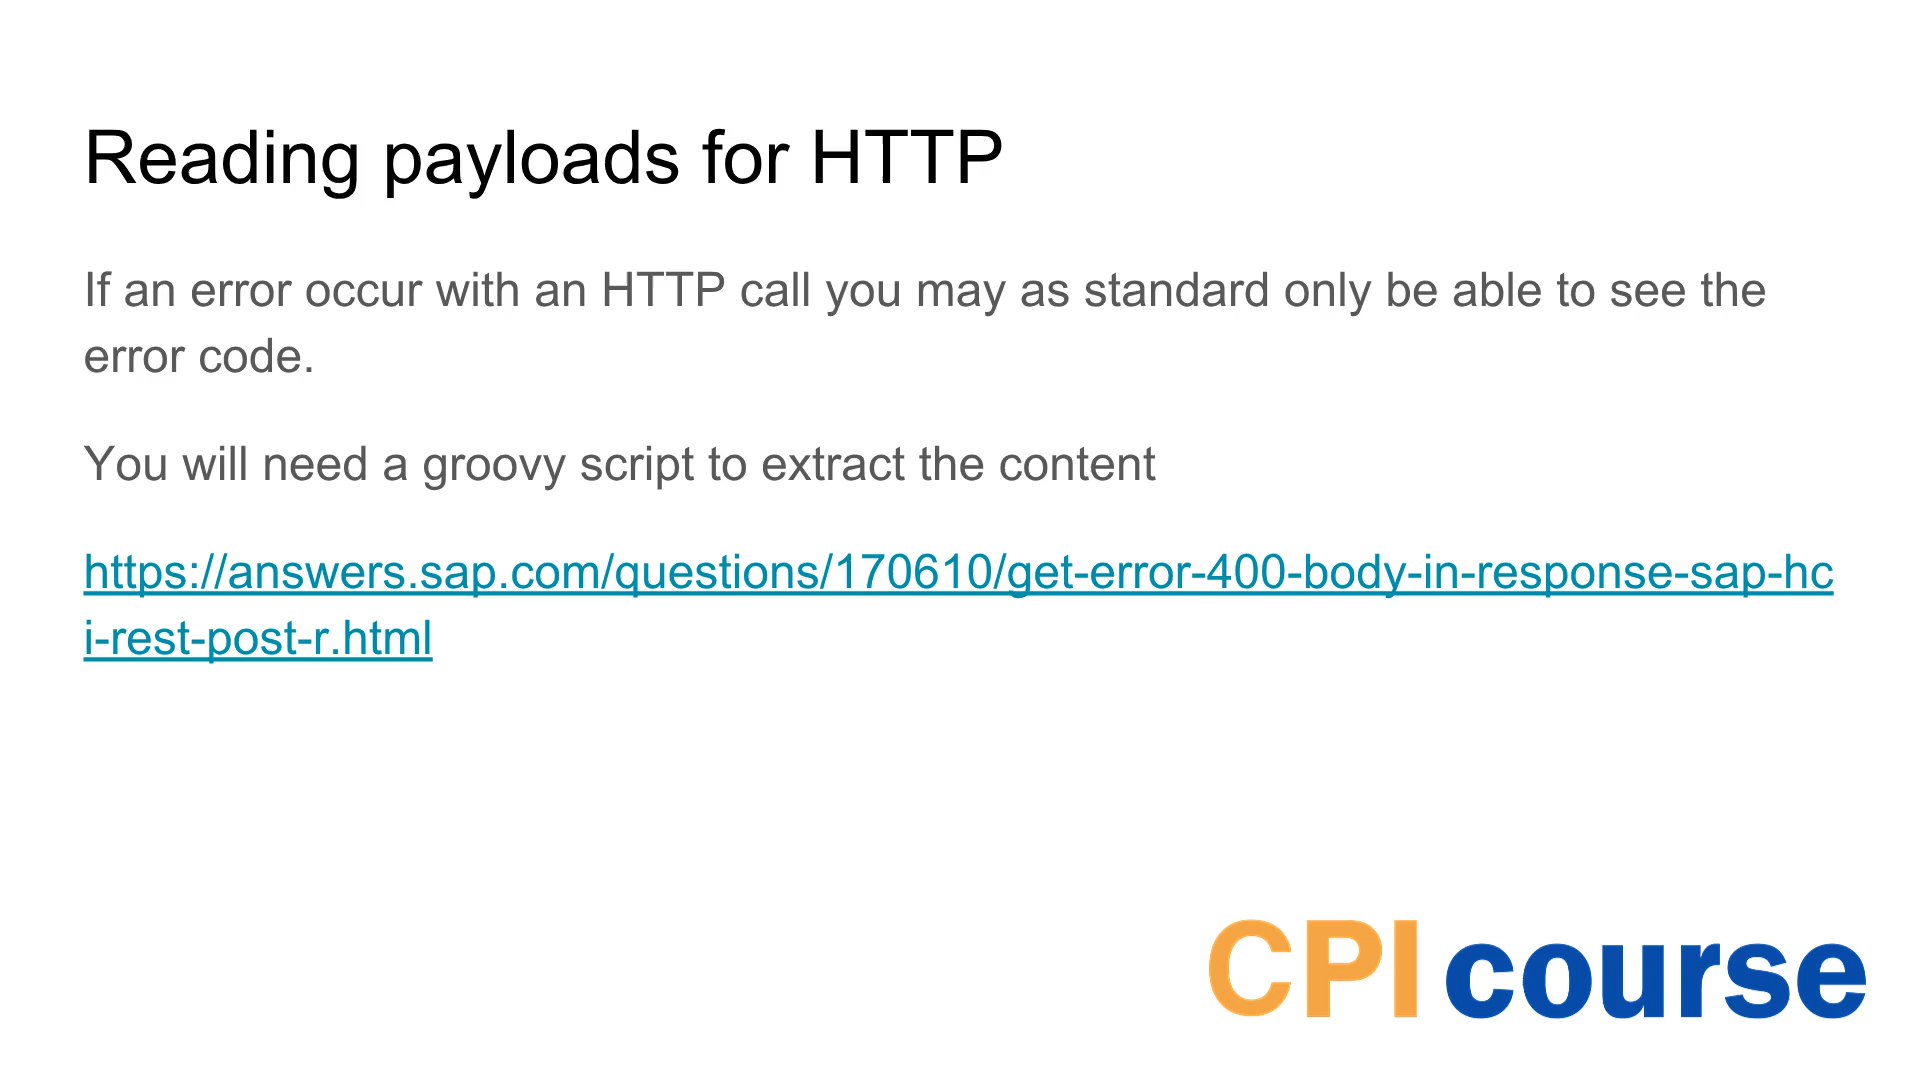 Reading payloads for HTTP
If an error occur with an HTTP call you may as standard only be able to see the
error code.
You will need a groovy script to extract the content
https://answers.sap.com/questions/170610/get-error-400-body-in-response-sap-hc
i-rest-post-r.html
CPI course